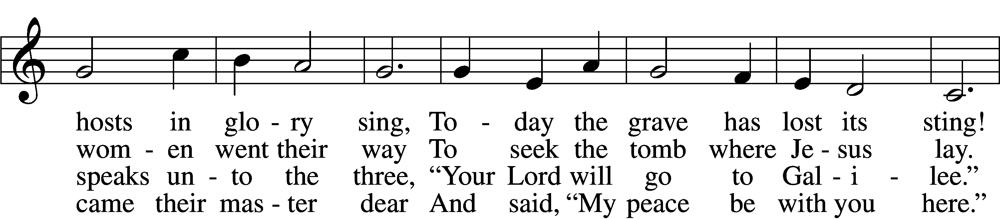 hosts in glo - ry sing, To - day the grave has lost its sting!
wom - en went their way To seek the tomb where Je - sus lay.
speaks un - to the three, “Your Lord will go to Gal - i - lee.”
came their mas - ter dear And said, “My peace be with you here.”